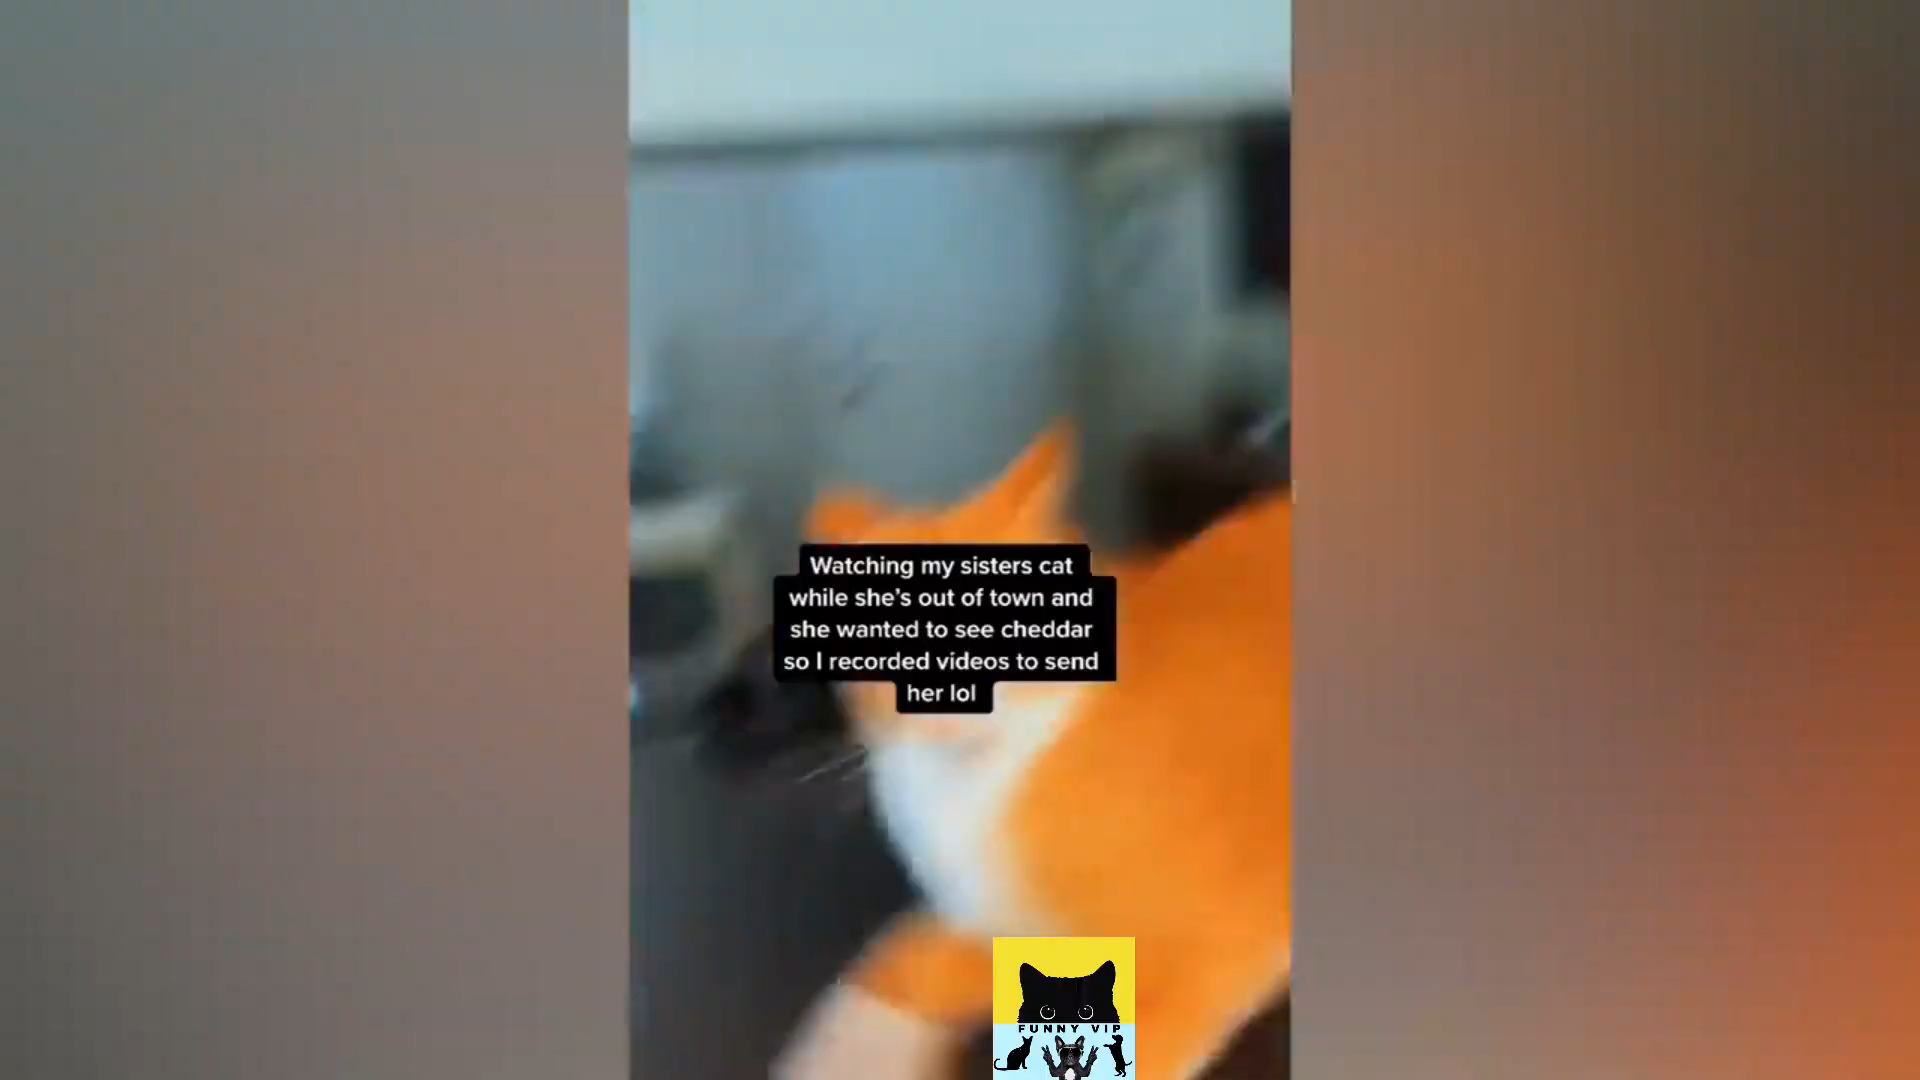 Watching my sisters cat
while she's out of town and
she wanted to see cheddar
so I recorded videos to send
her lol
FUNNY VIP